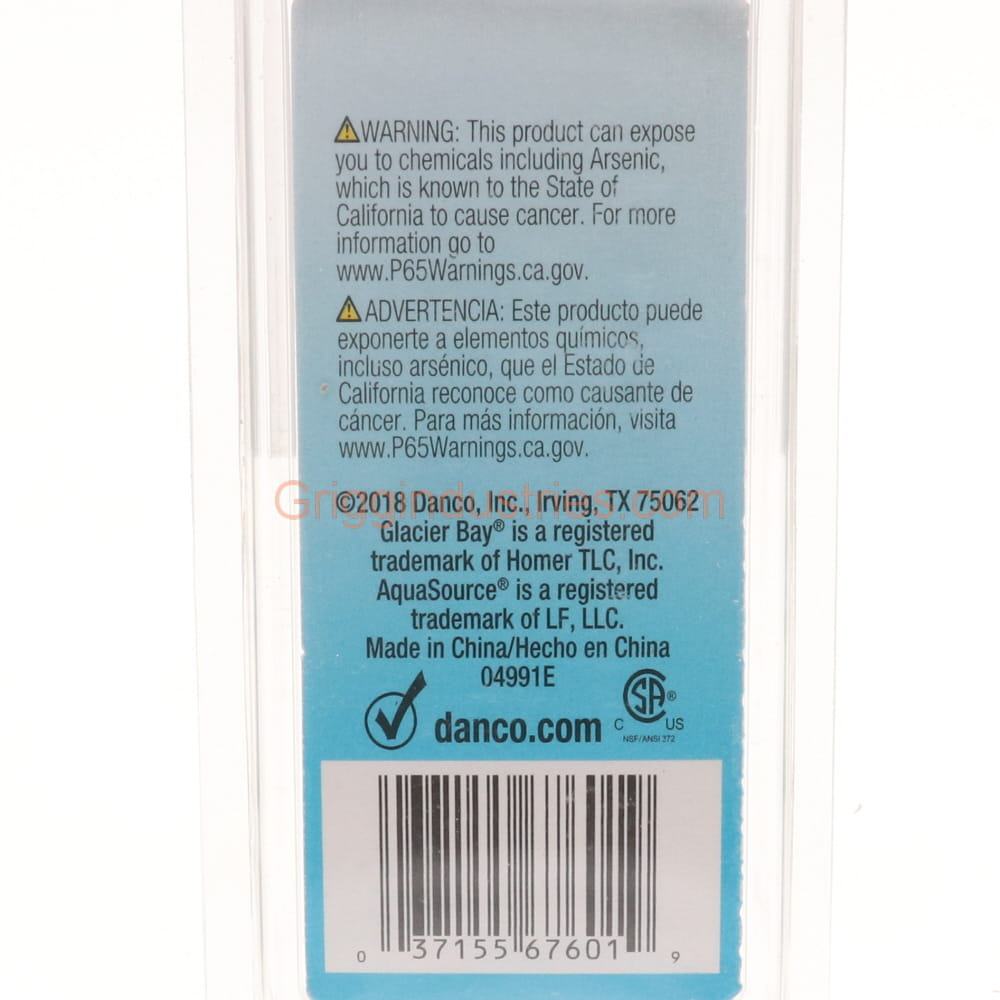 WARNING: This product can expose
you to chemicals including Arsenic,
which is known to the State of
California to cause cancer. For more
information go to
www.P65Warnings.ca.gov.
ADVERTENCIA: Este producto puede
exponerte a elementos químicos,
incluso arsénico, que el Estado de
California reconoce como causante de
cáncer. Para más información, visita
www.P65Warnings.ca.gov.
Griggindustries.com
©2018 Danco, Inc., Irving, TX 75062
Glacier Bay® is a registered
trademark of Homer TLC, Inc.
AquaSource® is a registered
trademark of LF, LLC.
Made in China/Hecho en China
04991E
danco.com
SA®
C US
NSF/ANSI 372
0 37155 67601 9